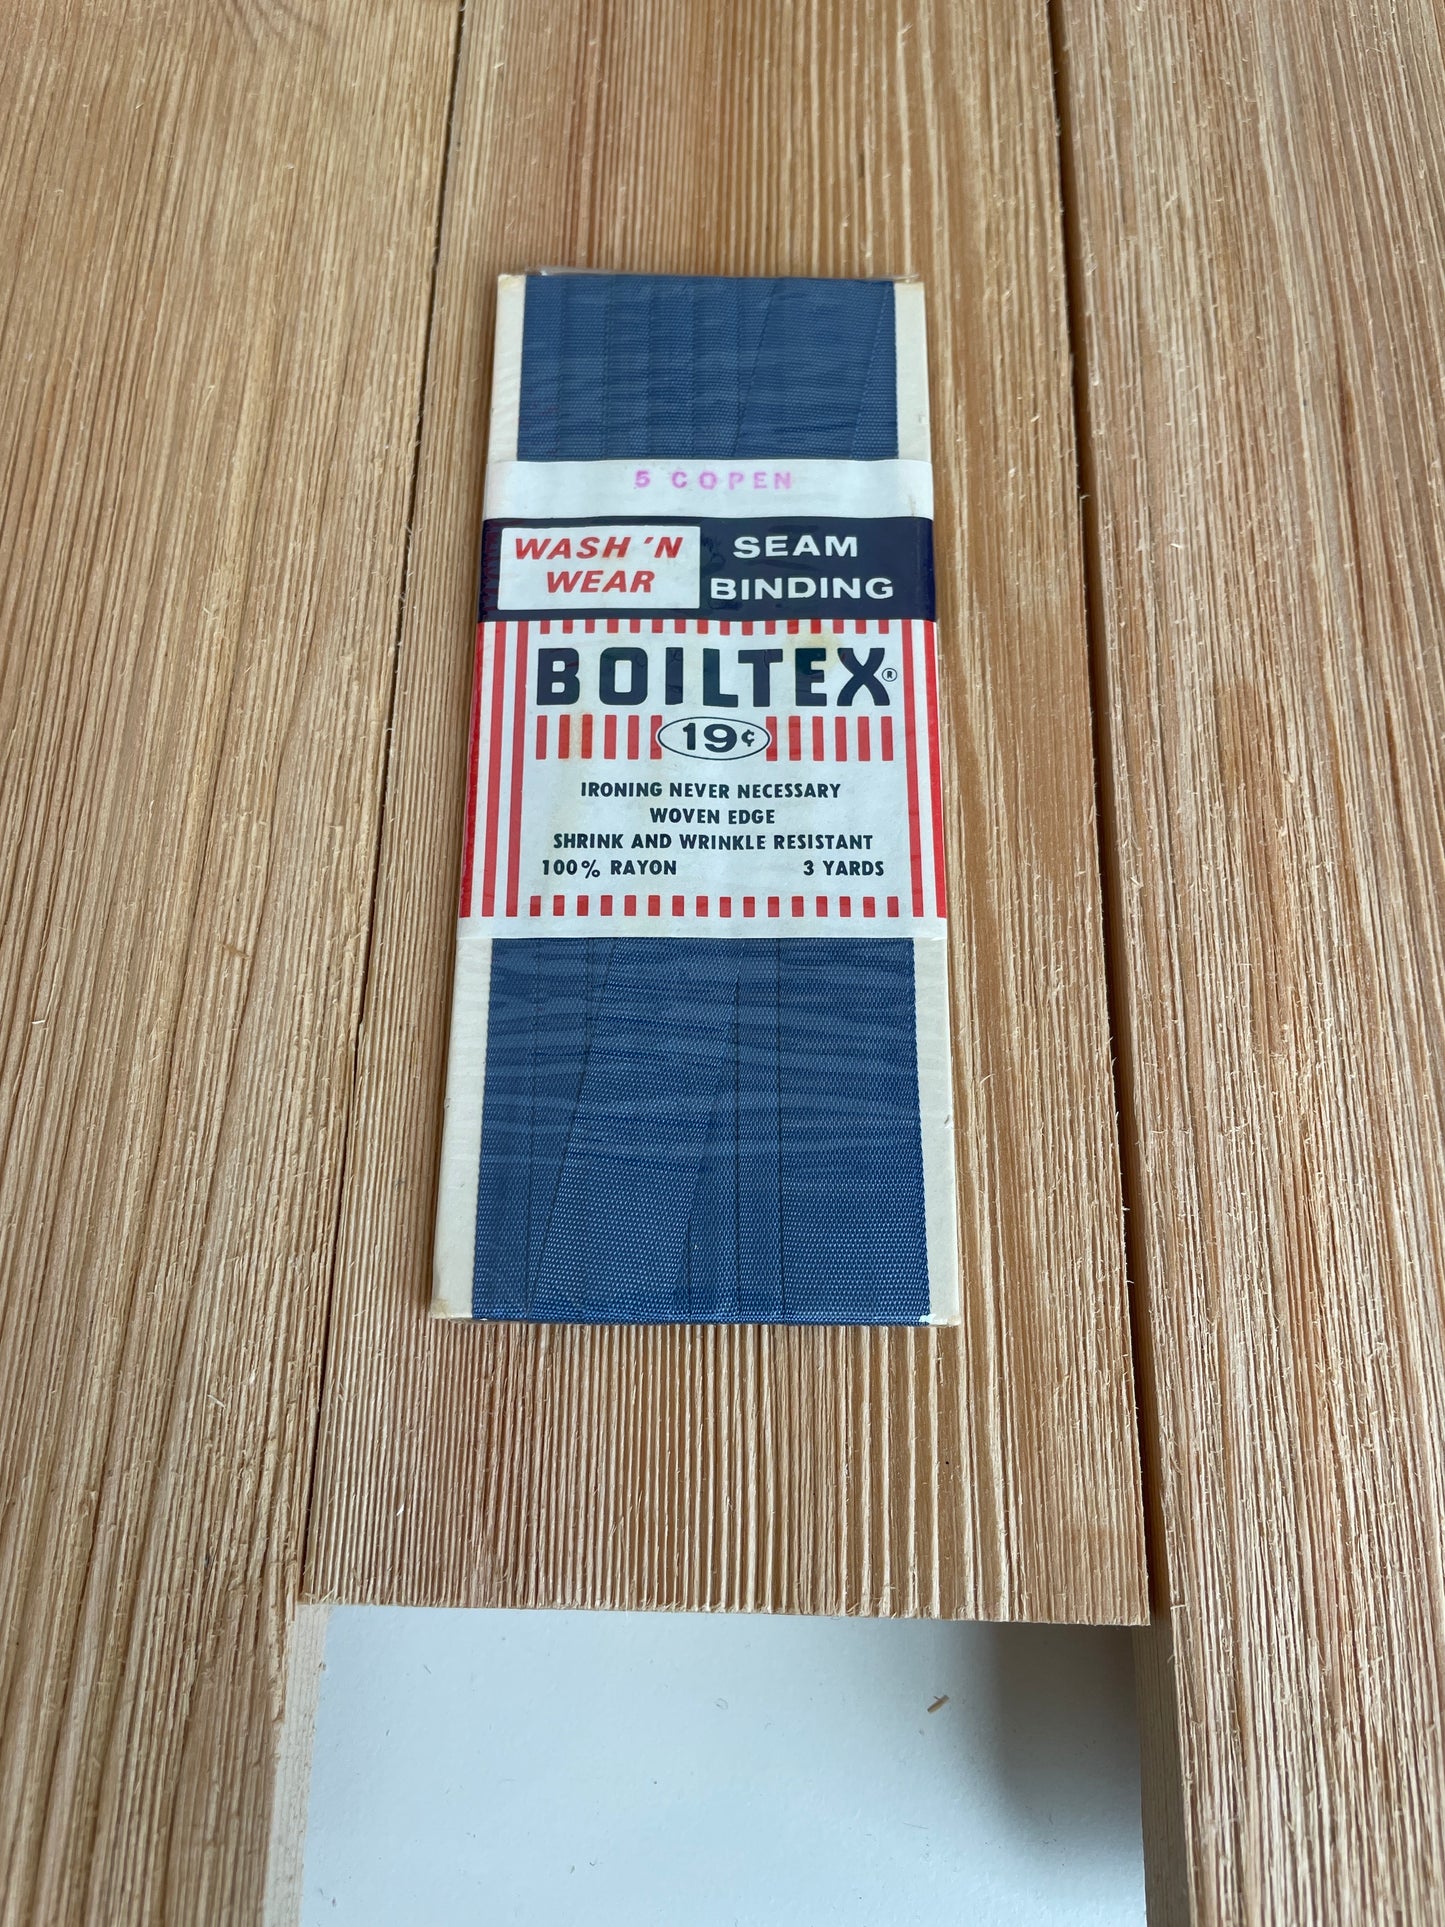 5 COPEN
WASH 'N WEAR
SEAM BINDING
BOILTEX®
19¢
IRONING NEVER NECESSARY
WOVEN EDGE
SHRINK AND WRINKLE RESISTANT
100% RAYON 3 YARDS